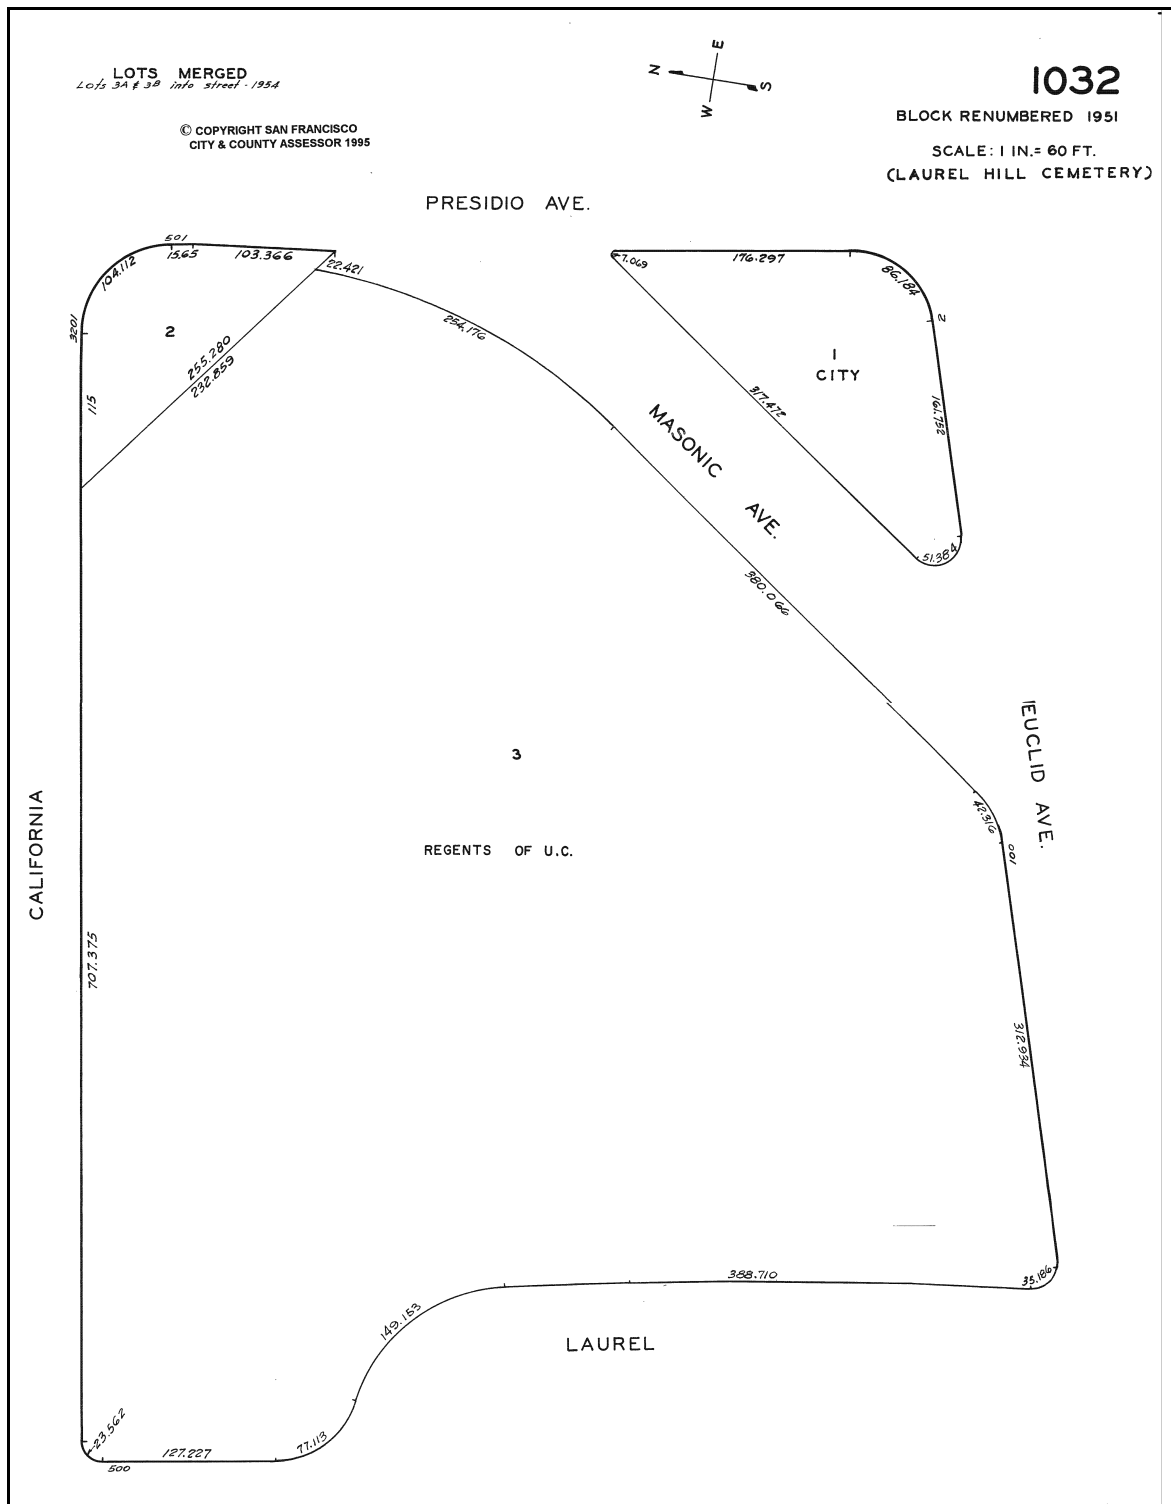 LOTS MERGED
Lots 3A & 3B into street - 1954
© COPYRIGHT SAN FRANCISCO
CITY & COUNTY ASSESSOR 1995
E
N
S
W
1032
BLOCK RENUMBERED 1951
SCALE: 1 IN.= 60 FT.
(LAUREL HILL CEMETERY)
PRESIDIO AVE.
501
15.65
103.366
104.112
22.421
7.069
176.297
86.184
3201
2
2
254.176
255.280
232.859
1
CITY
115
317.472
161.752
MASONIC AVE.
51.384
380.066
EUCLID AVE.
3
42.316
100
CALIFORNIA
REGENTS OF U.C.
707.375
312.934
388.710
35.186
149.153
LAUREL
23.562
127.227
77.113
500